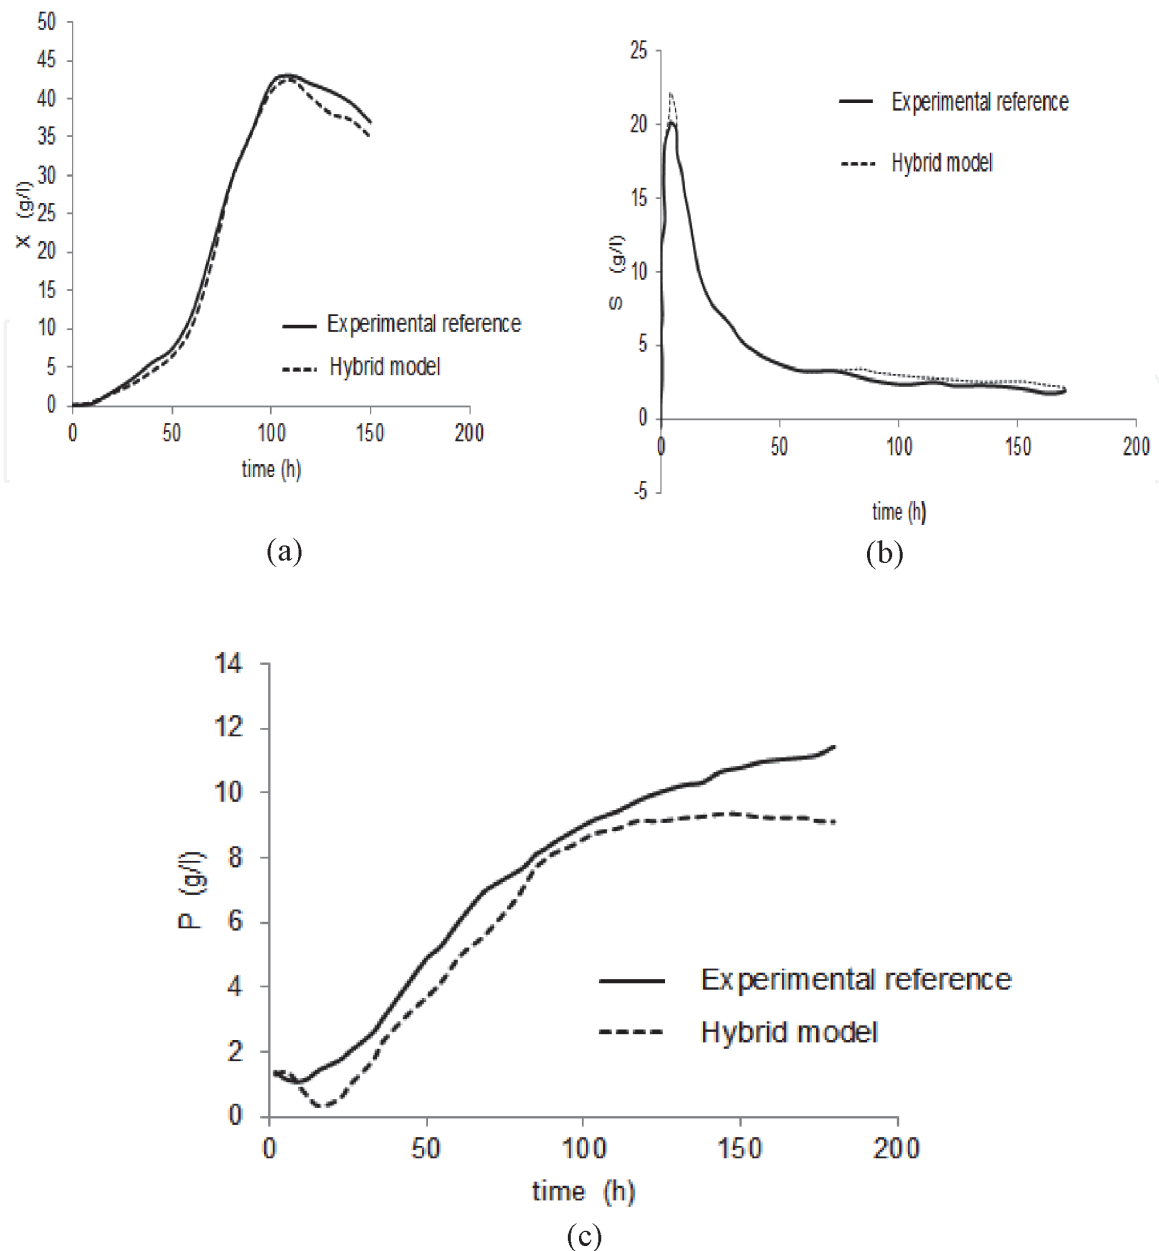 50
45
40
35
30
25
20
15
10
5
0
X (g/l)
Experimental reference
Hybrid model
0 50 100 150 200
time (h)
(a)
25
20
15
10
5
0
-5
S (g/l)
Experimental reference
Hybrid model
0 50 100 150 200
time (h)
(b)
14
12
10
8
6
4
2
0
P (g/l)
Experimental reference
Hybrid model
0 50 100 150 200
time (h)
(c)